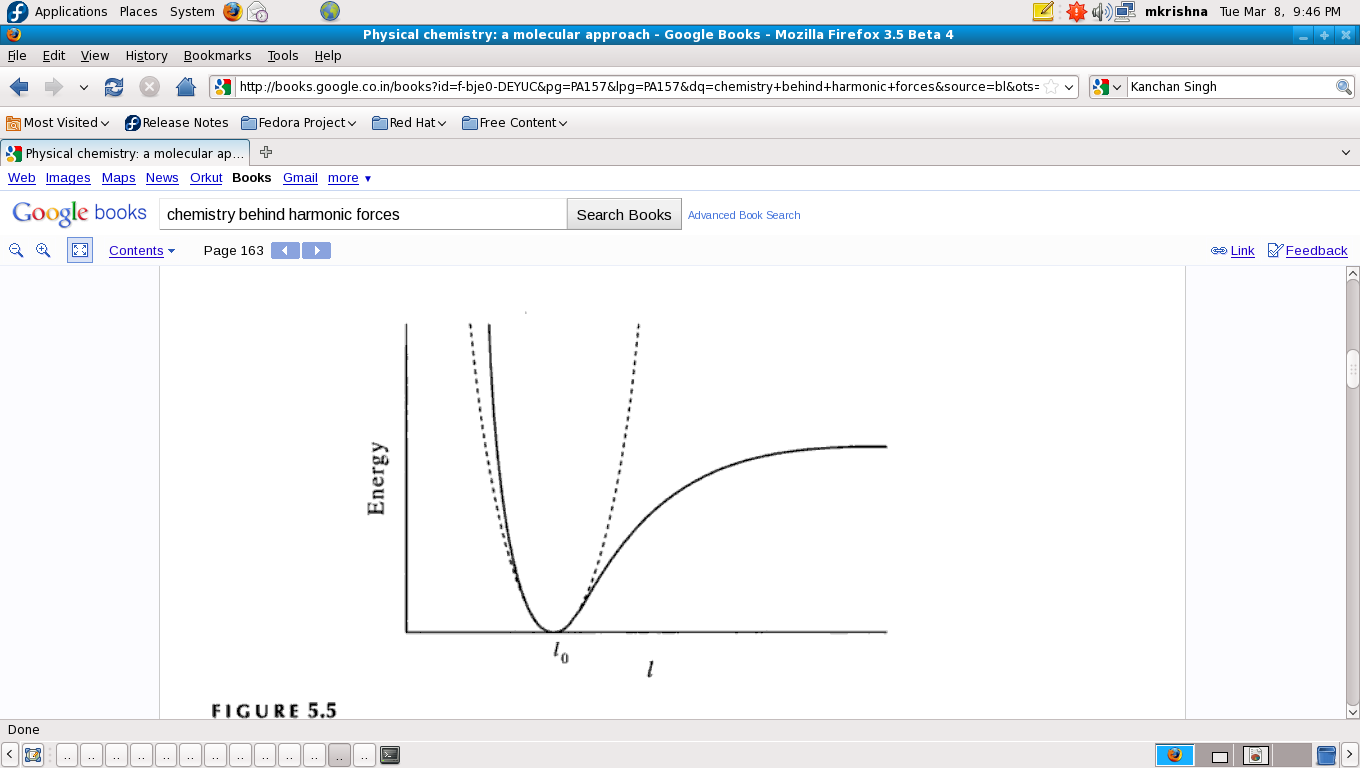 Applications Places System mkrishna Tue Mar 8, 9:46 PM
Physical chemistry: a molecular approach - Google Books - Mozilla Firefox 3.5 Beta 4
File Edit View History Bookmarks Tools Help
http://books.google.co.in/books?id=f-bje0-DEYUC&pg=PA157&lpg=PA157&dq=chemistry+behind+harmonic+forces&source=bl&ots= Kanchan Singh
Most Visited Release Notes Fedora Project Red Hat Free Content
Physical chemistry: a molecular ap...
Web Images Maps News Orkut Books Gmail more ▼
Google books chemistry behind harmonic forces Search Books Advanced Book Search
Contents Page 163 Link Feedback
Energy
l₀
l
FIGURE 5.5
Done
.. .. .. .. .. .. .. .. .. .. .. .. ..